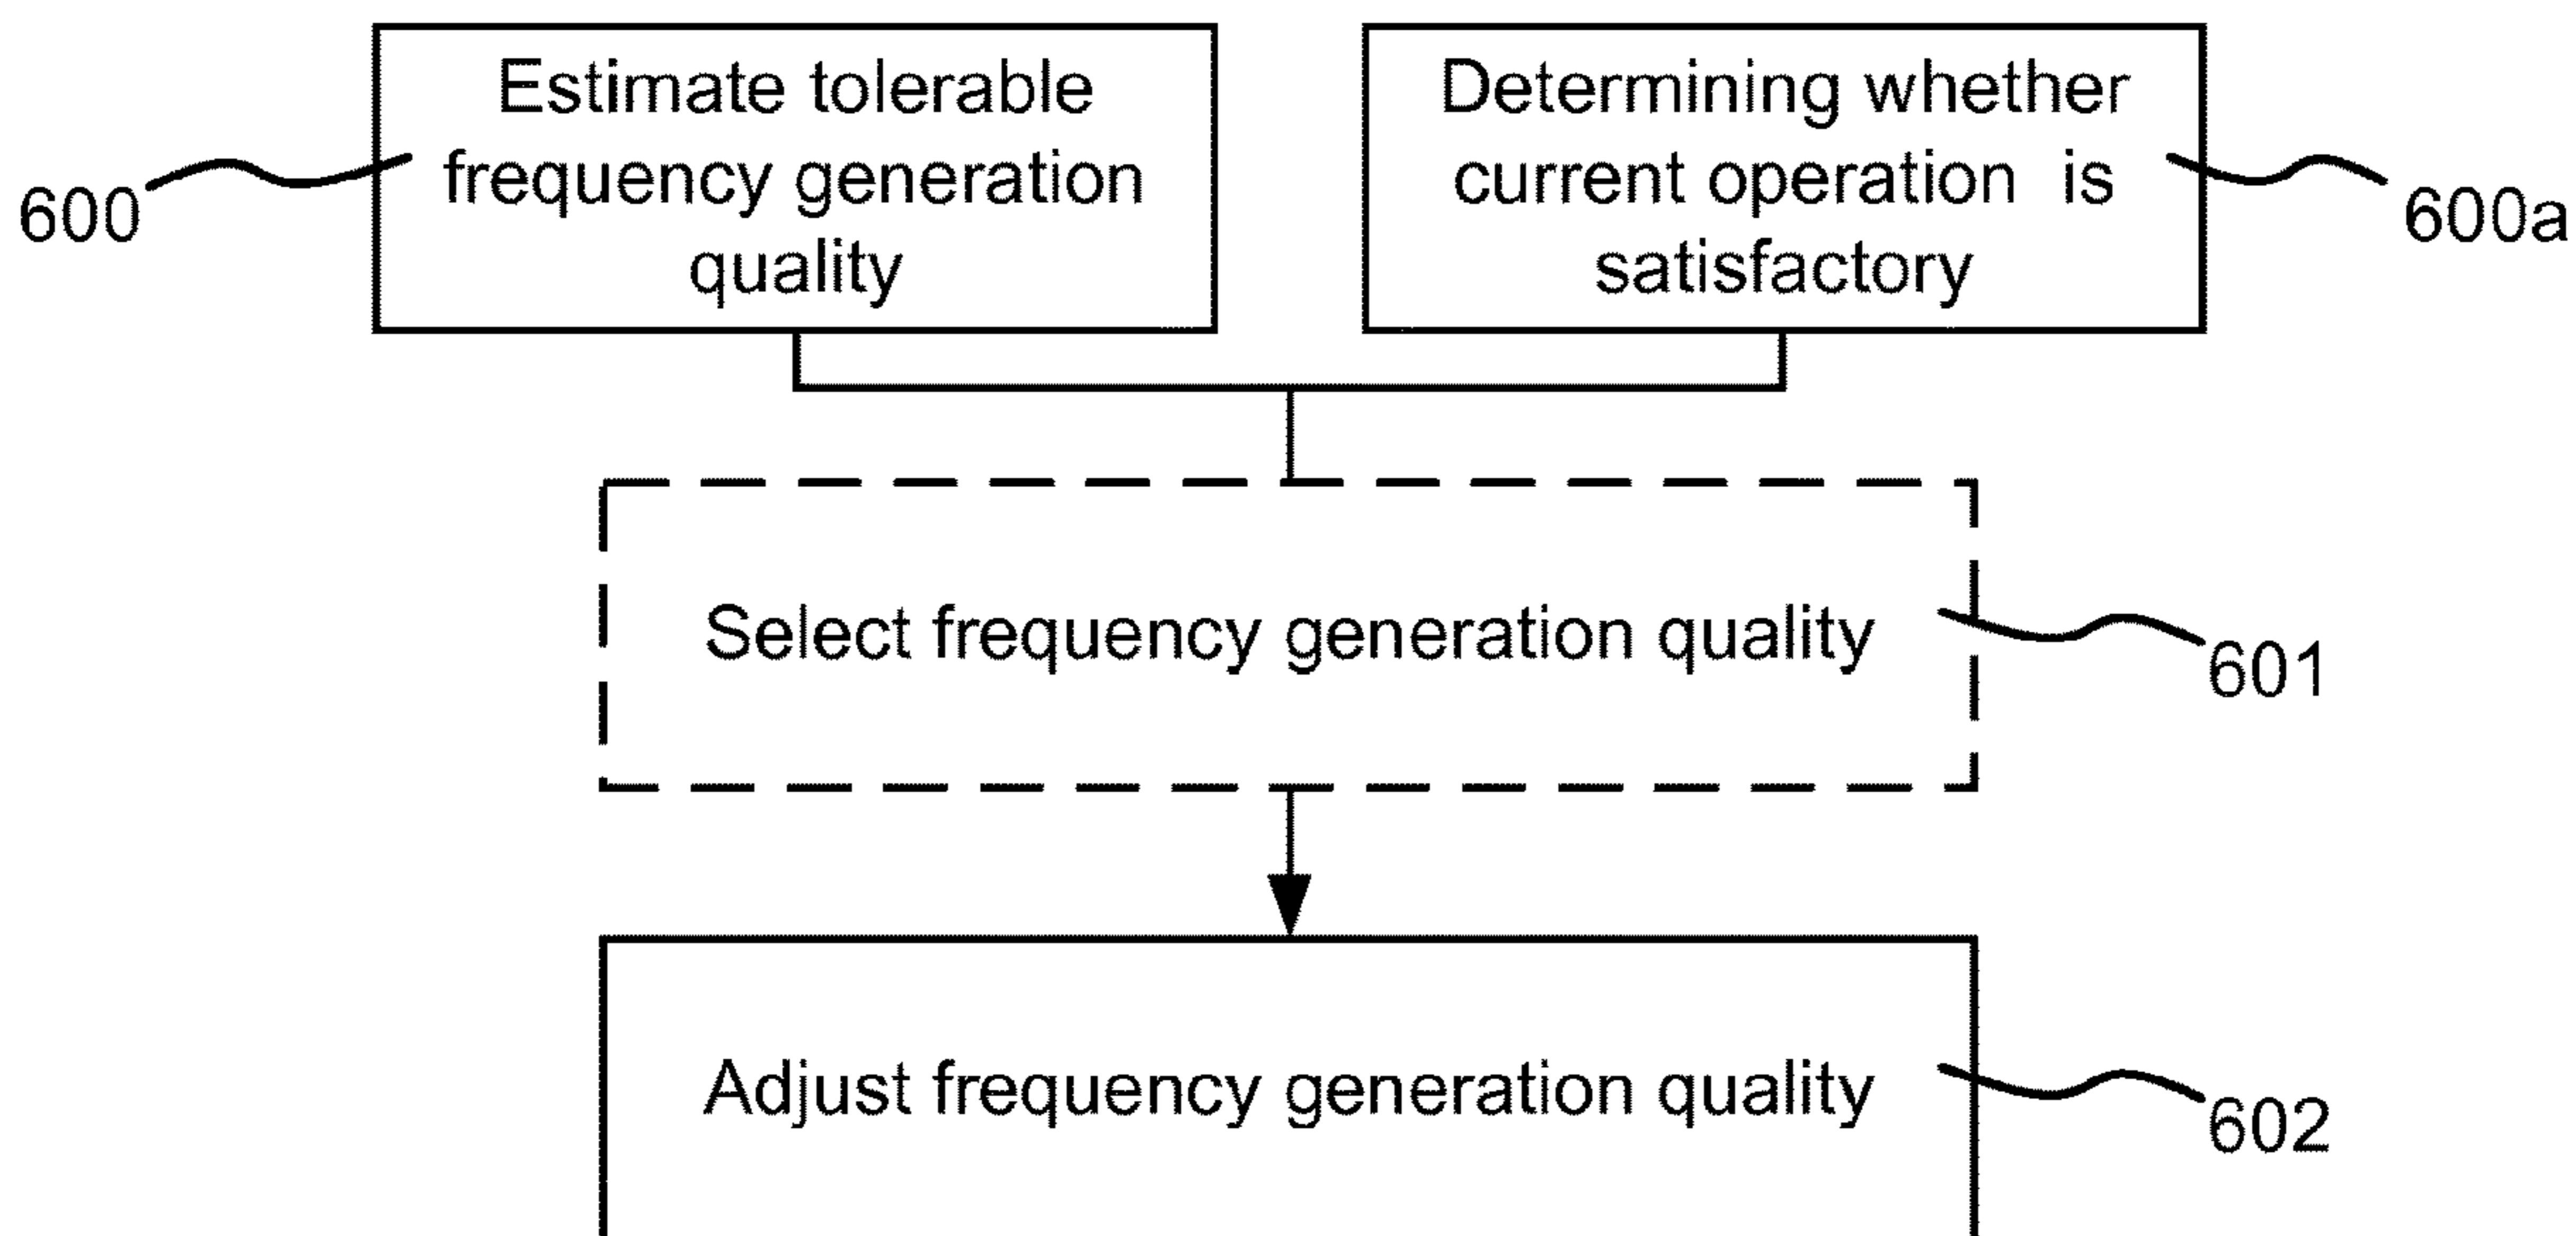 Estimate tolerable
frequency generation
quality
600
Determining whether
current operation is
satisfactory
600a
Select frequency generation quality
601
Adjust frequency generation quality
602